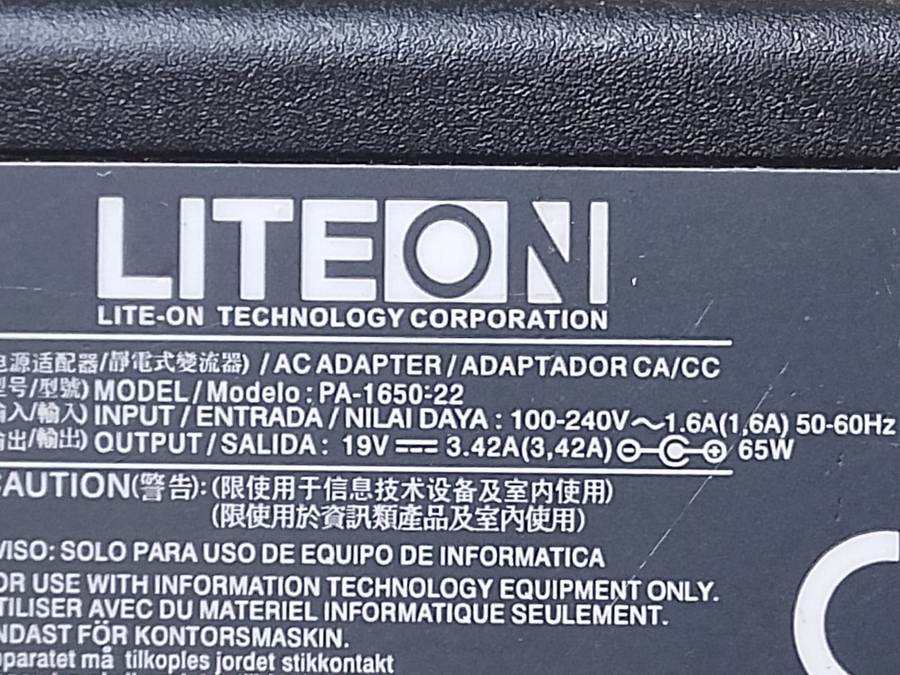 LITEON
LITE-ON TECHNOLOGY CORPORATION
电源适配器/靜電式變流器) / AC ADAPTER / ADAPTADOR CA/CC
型号/型號) MODEL / Modelo : PA-1650-22
输入/輸入) INPUT / ENTRADA / NILAI DAYA : 100-240V～1.6A(1,6A) 50-60Hz
输出/輸出) OUTPUT / SALIDA : 19V⎓3.42A(3,42A) 65W
CAUTION(警告): (限使用于信息技术设备及室内使用)
(限使用於資訊類產品及室內使用)
VISO: SOLO PARA USO DE EQUIPO DE INFORMATICA
OR USE WITH INFORMATION TECHNOLOGY EQUIPMENT ONLY.
TILISER AVEC DU MATERIEL INFORMATIQUE SEULEMENT.
NDAST FÖR KONTORSMASKIN.
pparatet må tilkoples jordet stikkontakt